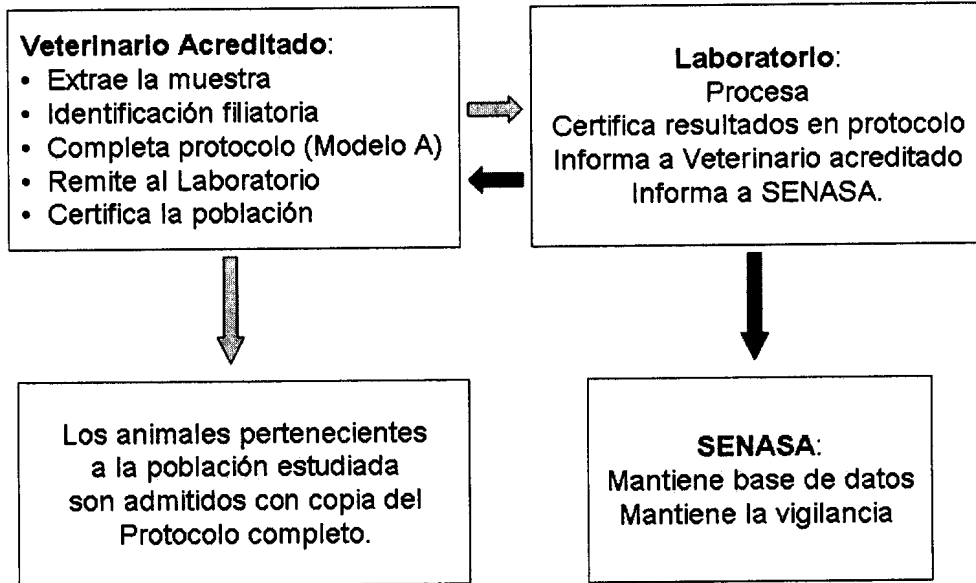 Veterinario Acreditado:
• Extrae la muestra
• Identificación filiatoria
• Completa protocolo (Modelo A)
• Remite al Laboratorio
• Certifica la población
Laboratorio:
Procesa
Certifica resultados en protocolo
Informa a Veterinario acreditado
Informa a SENASA.
Los animales pertenecientes
a la población estudiada
son admitidos con copia del
Protocolo completo.
SENASA:
Mantiene base de datos
Mantiene la vigilancia